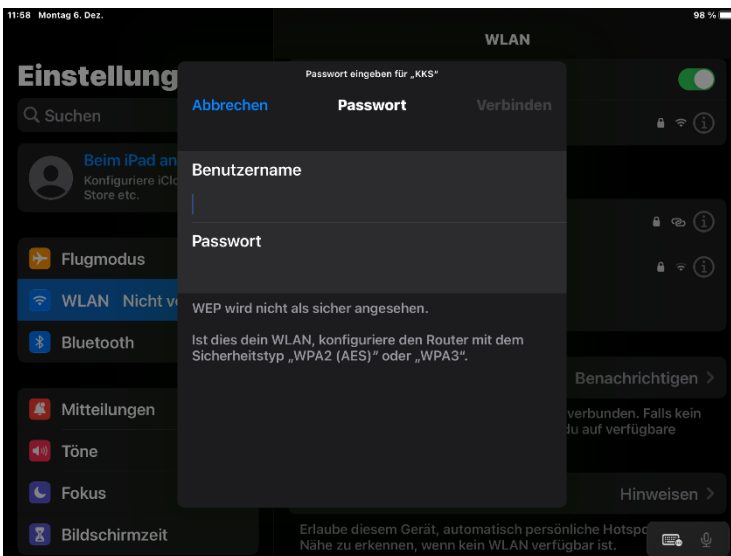 11:58 Montag 6. Dez.
98 %
WLAN
Einstellung
Suchen
Beim iPad an
Konfiguriere iClo
Store etc.
Flugmodus
WLAN Nicht v
Bluetooth
Mitteilungen
Töne
Fokus
Bildschirmzeit
Passwort eingeben für „KKS“
Abbrechen
Passwort
Verbinden
Benutzername
Passwort
WEP wird nicht als sicher angesehen.
Ist dies dein WLAN, konfiguriere den Router mit dem
Sicherheitstyp „WPA2 (AES)“ oder „WPA3“.
Benachrichtigen
verbunden. Falls kein
du auf verfügbare
Hinweisen
Erlaube diesem Gerät, automatisch persönliche Hotspo
Nähe zu erkennen, wenn kein WLAN verfügbar ist.